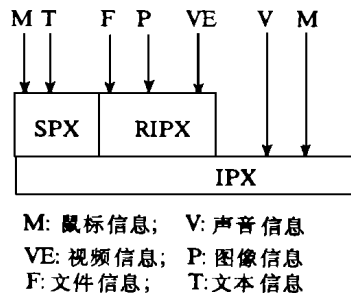 M T F P VE V M
SPX RIPX
IPX
M: 鼠标信息; V: 声音信息
VE: 视频信息; P: 图像信息
F: 文件信息; T: 文本信息